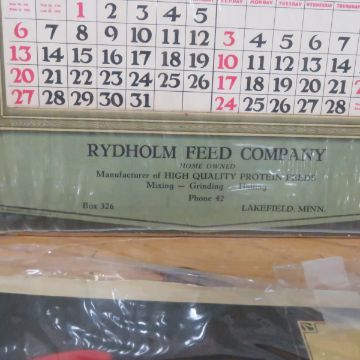 SUNDAY MONDAY TUESDAY WEDNESDAY THURSDAY
1 2 3 4 5
6 7 8 9 10 11 12
3 4 5 6 7
13 14 15 16 17 18 19
10 11 12 13 14
20 21 22 23 24 25 26
17 18 19 20 21
27 28 29 30 31
24 25 26 27 28
RYDHOLM FEED COMPANY
HOME OWNED
Manufacturer of HIGH QUALITY PROTEIN FEEDS
Mixing — Grinding
Phone 42
Box 326
LAKEFIELD, MINN.